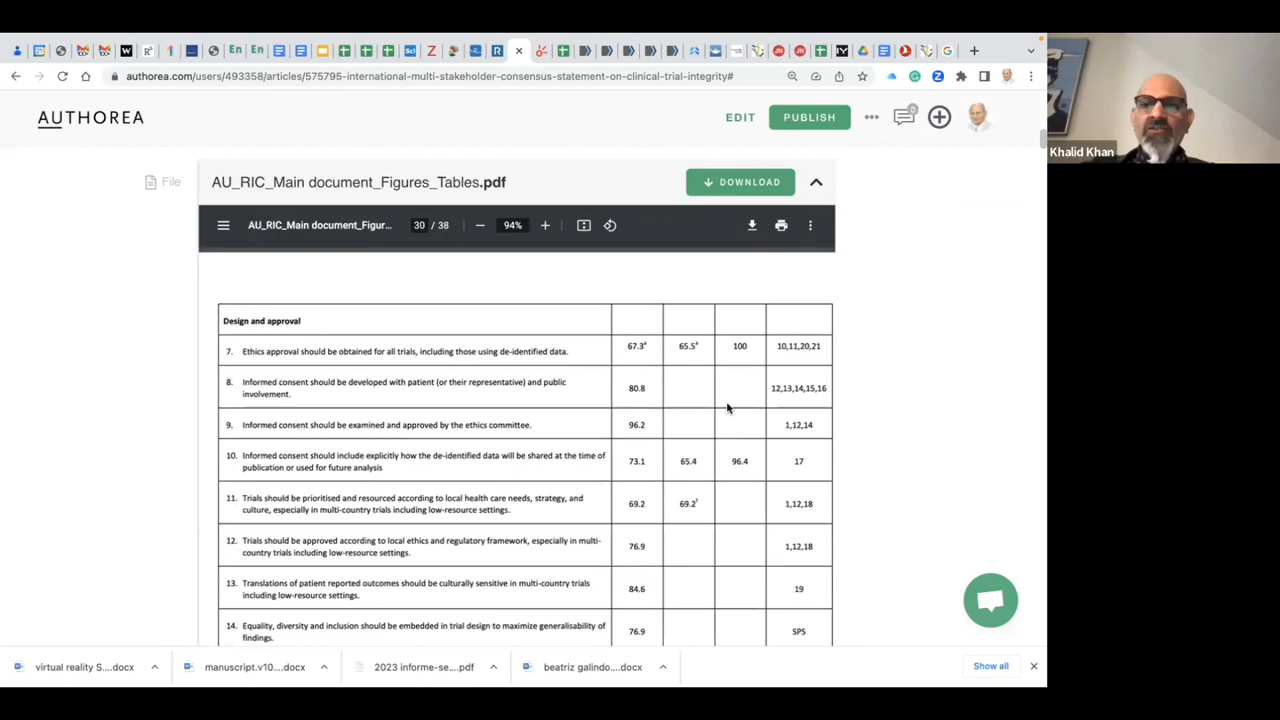 En
En
Sci
Z
R
JN
JN
G
authorea.com/users/493358/articles/575795-international-multi-stakeholder-consensus-statement-on-clinical-trial-integrity#
AUTHOREA
EDIT
PUBLISH
0
Khalid Khan
File
AU_RIC_Main document_Figures_Tables.pdf
DOWNLOAD
AU_RIC_Main document_Figur...
30 / 38
94%
Design and approval
7. Ethics approval should be obtained for all trials, including those using de-identified data.
67.3ᵃ
65.5ᵃ
100
10,11,20,21
8. Informed consent should be developed with patient (or their representative) and public
involvement.
80.8
12,13,14,15,16
9. Informed consent should be examined and approved by the ethics committee.
96.2
1,12,14
10. Informed consent should include explicitly how the de-identified data will be shared at the time of
publication or used for future analysis
73.1
65.4
96.4
17
11. Trials should be prioritised and resourced according to local health care needs, strategy, and
culture, especially in multi-country trials including low-resource settings.
69.2
69.2ᶠ
1,12,18
12. Trials should be approved according to local ethics and regulatory framework, especially in multi-
country trials including low-resource settings.
76.9
1,12,18
13. Translations of patient reported outcomes should be culturally sensitive in multi-country trials
including low-resource settings.
84.6
19
14. Equality, diversity and inclusion should be embedded in trial design to maximize generalisability of
findings.
76.9
SPS
virtual reality S....docx
manuscript.v10....docx
2023 informe-se....pdf
beatriz galindo....docx
Show all